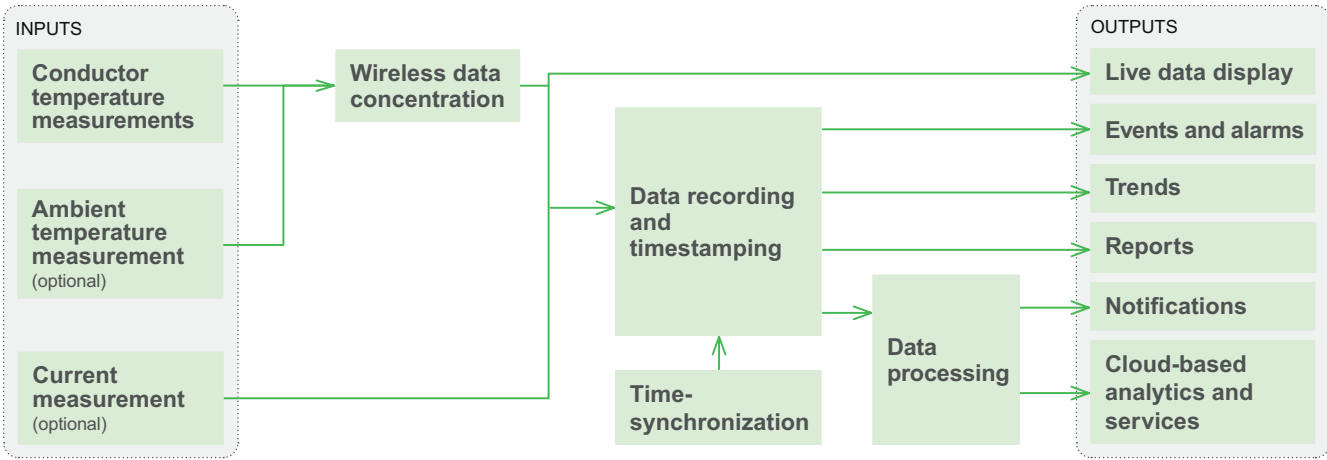 INPUTS
Conductor
temperature
measurements
Ambient
temperature
measurement
(optional)
Current
measurement
(optional)
Wireless data
concentration
Data recording
and
timestamping
Time-
synchronization
Data
processing
OUTPUTS
Live data display
Events and alarms
Trends
Reports
Notifications
Cloud-based
analytics and
services